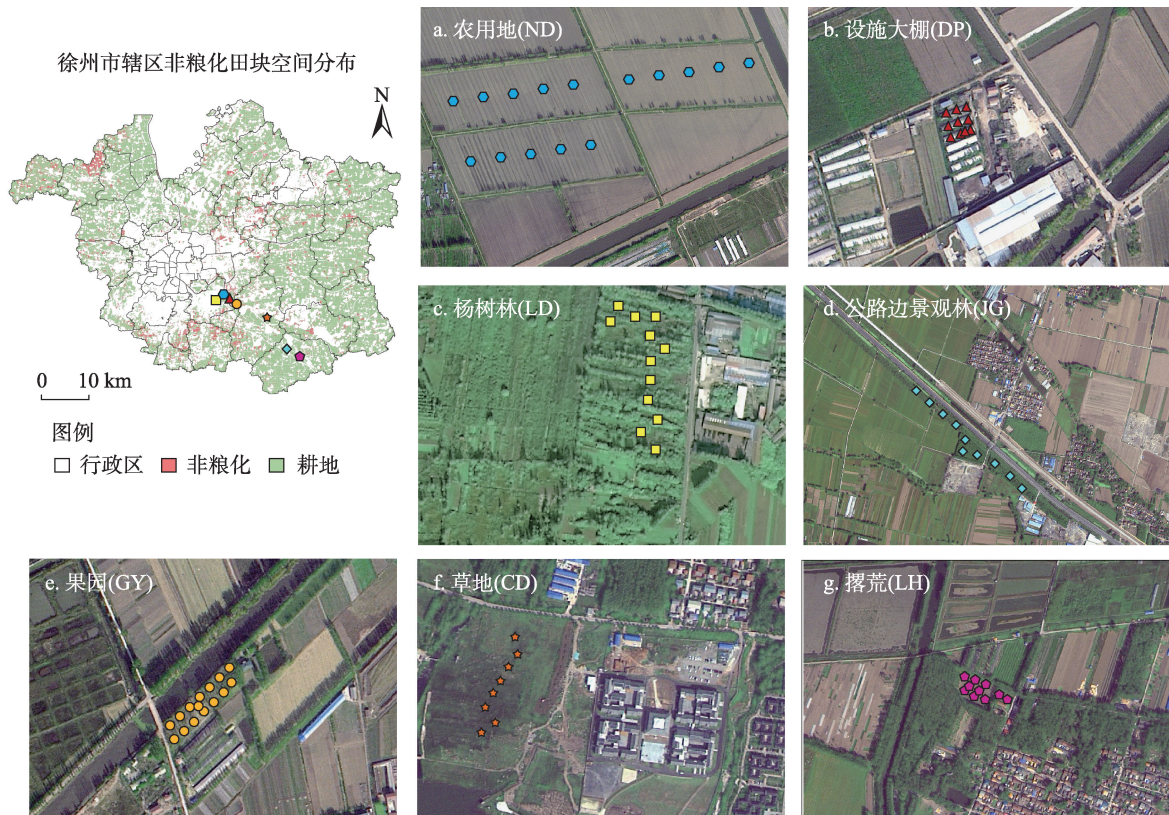 徐州市辖区非粮化田块空间分布
N
0 10 km
图例
行政区 非粮化 耕地
a. 农用地(ND)
b. 设施大棚(DP)
c. 杨树林(LD)
d. 公路边景观林(JG)
e. 果园(GY)
f. 草地(CD)
g. 撂荒(LH)